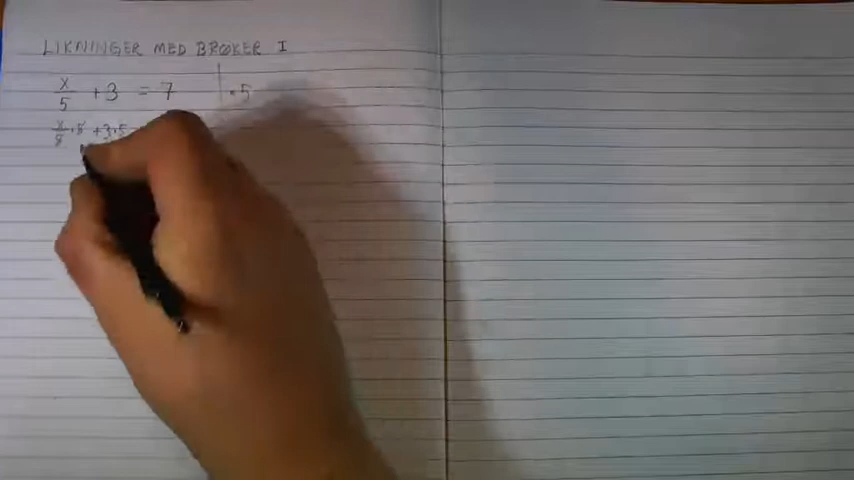 LIKNINGER MED BRØKER I
x/5 + 3 = 7 | · 5
x/5 · 5 + 3 · 5